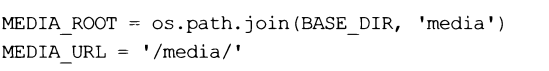 MEDIA_ROOT = os.path.join(BASE_DIR, 'media')
MEDIA_URL = '/media/'